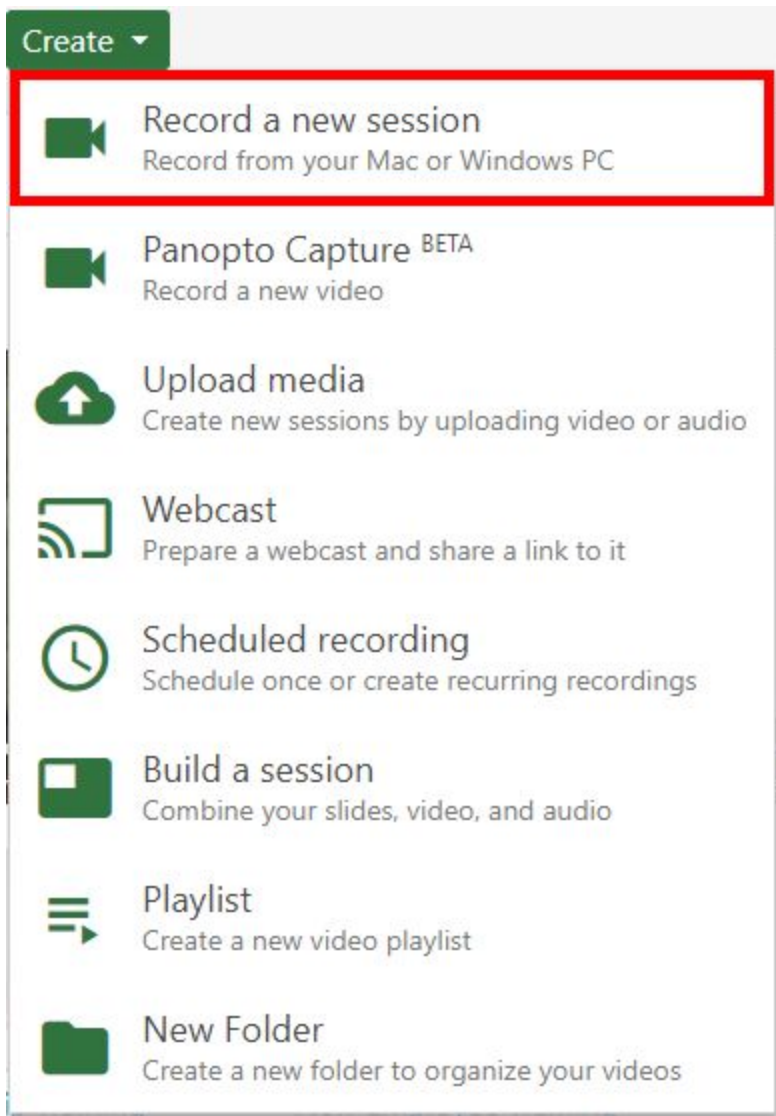 Create
Record a new session
Record from your Mac or Windows PC
Panopto Capture BETA
Record a new video
Upload media
Create new sessions by uploading video or audio
Webcast
Prepare a webcast and share a link to it
Scheduled recording
Schedule once or create recurring recordings
Build a session
Combine your slides, video, and audio
Playlist
Create a new video playlist
New Folder
Create a new folder to organize your videos